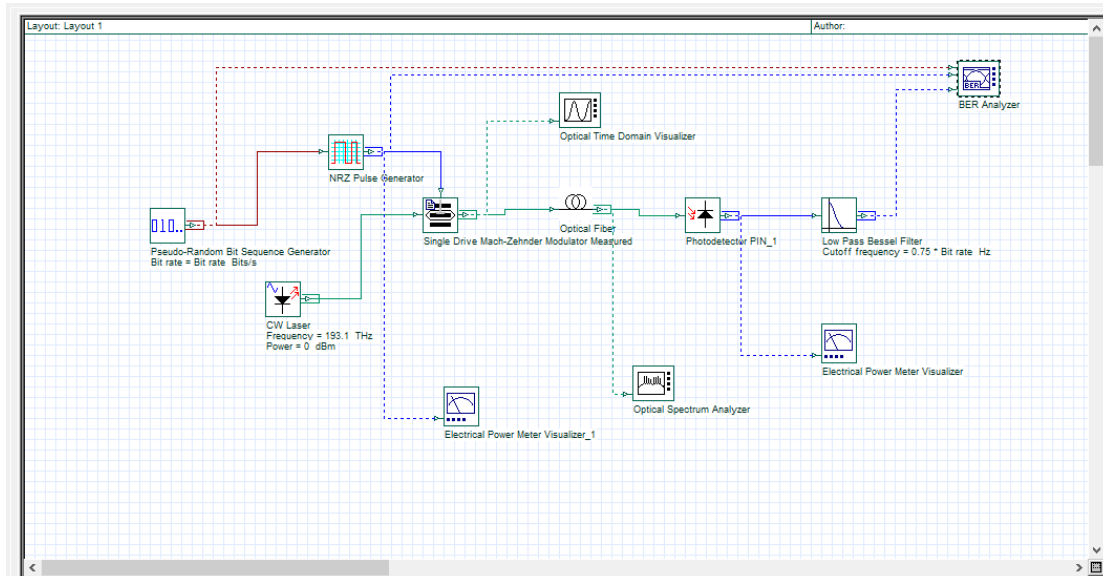 Layout: Layout 1
Author:
BERL
BER Analyzer
Optical Time Domain Visualizer
NRZ Pulse Generator
010..
Pseudo-Random Bit Sequence Generator
Bit rate = Bit rate Bits/s
Single Drive Mach-Zehnder Modulator Measured
Optical Fiber
Photodetector PIN_1
Low Pass Bessel Filter
Cutoff frequency = 0.75 * Bit rate Hz
CW Laser
Frequency = 193.1 THz
Power = 0 dBm
Electrical Power Meter Visualizer
Optical Spectrum Analyzer
Electrical Power Meter Visualizer_1